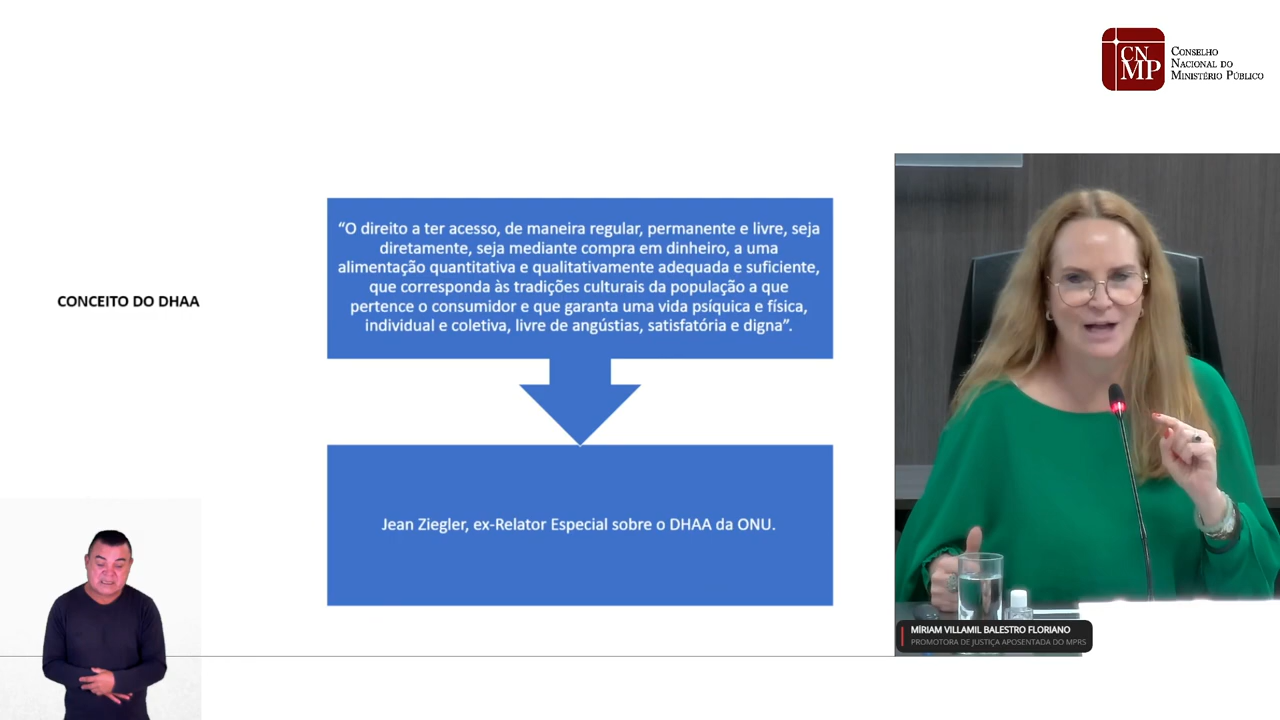 CNMP
CONSELHO
NACIONAL DO
MINISTÉRIO PÚBLICO
CONCEITO DO DHAA
“O direito a ter acesso, de maneira regular, permanente e livre, seja
diretamente, seja mediante compra em dinheiro, a uma
alimentação quantitativa e qualitativamente adequada e suficiente,
que corresponda às tradições culturais da população a que
pertence o consumidor e que garanta uma vida psíquica e física,
individual e coletiva, livre de angústias, satisfatória e digna”.
Jean Ziegler, ex-Relator Especial sobre o DHAA da ONU.
MÍRIAM VILLAMIL BALESTRO FLORIANO
PROMOTORA DE JUSTIÇA APOSENTADA DO MPRS